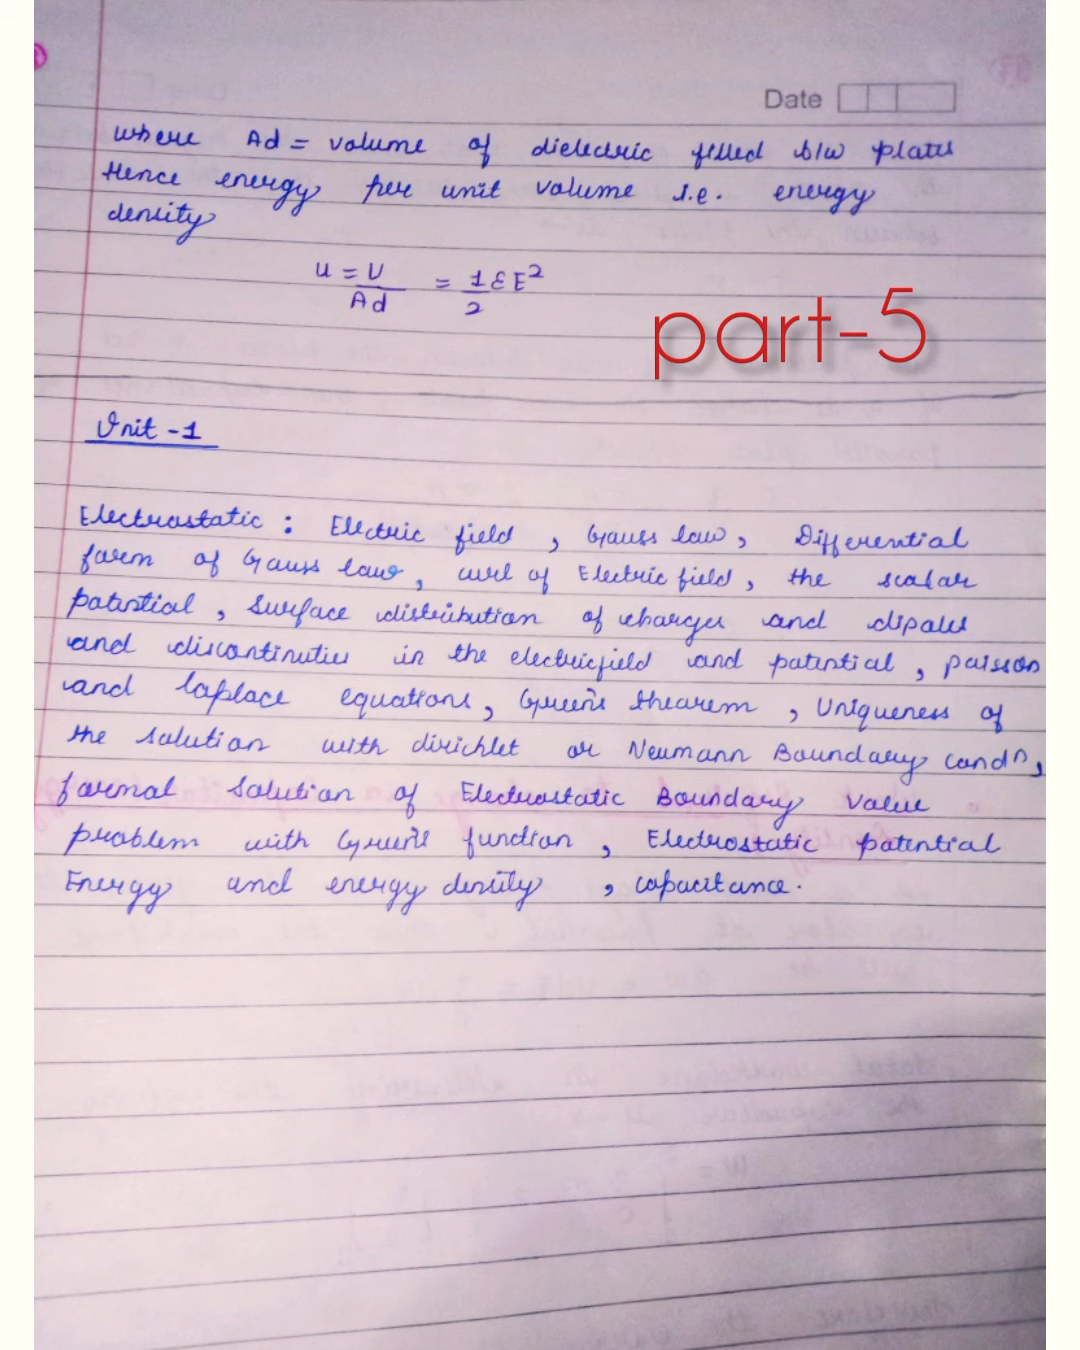 Date
where Ad = volume of dielectric filled b/w plates
Hence energy per unit volume i.e. energy
density
u = U/Ad = 1/2 εE²
part-5
Unit -1
Electrostatic : Electric field , Gauss law, Differential
form of Gauss law, curl of Electric field, the scalar
potential , Surface distribution of charges and dipoles
and discontinuties in the electricfield and potential , paisson
and laplace equations, Green's thearem , Uniqueness of
the solution with dirichlet or Neumann Boundary condⁿ,
formal Solution of Electrostatic Boundary value
problem with Green's function , Electrostatic potential
Energy and energy density , capacitance.